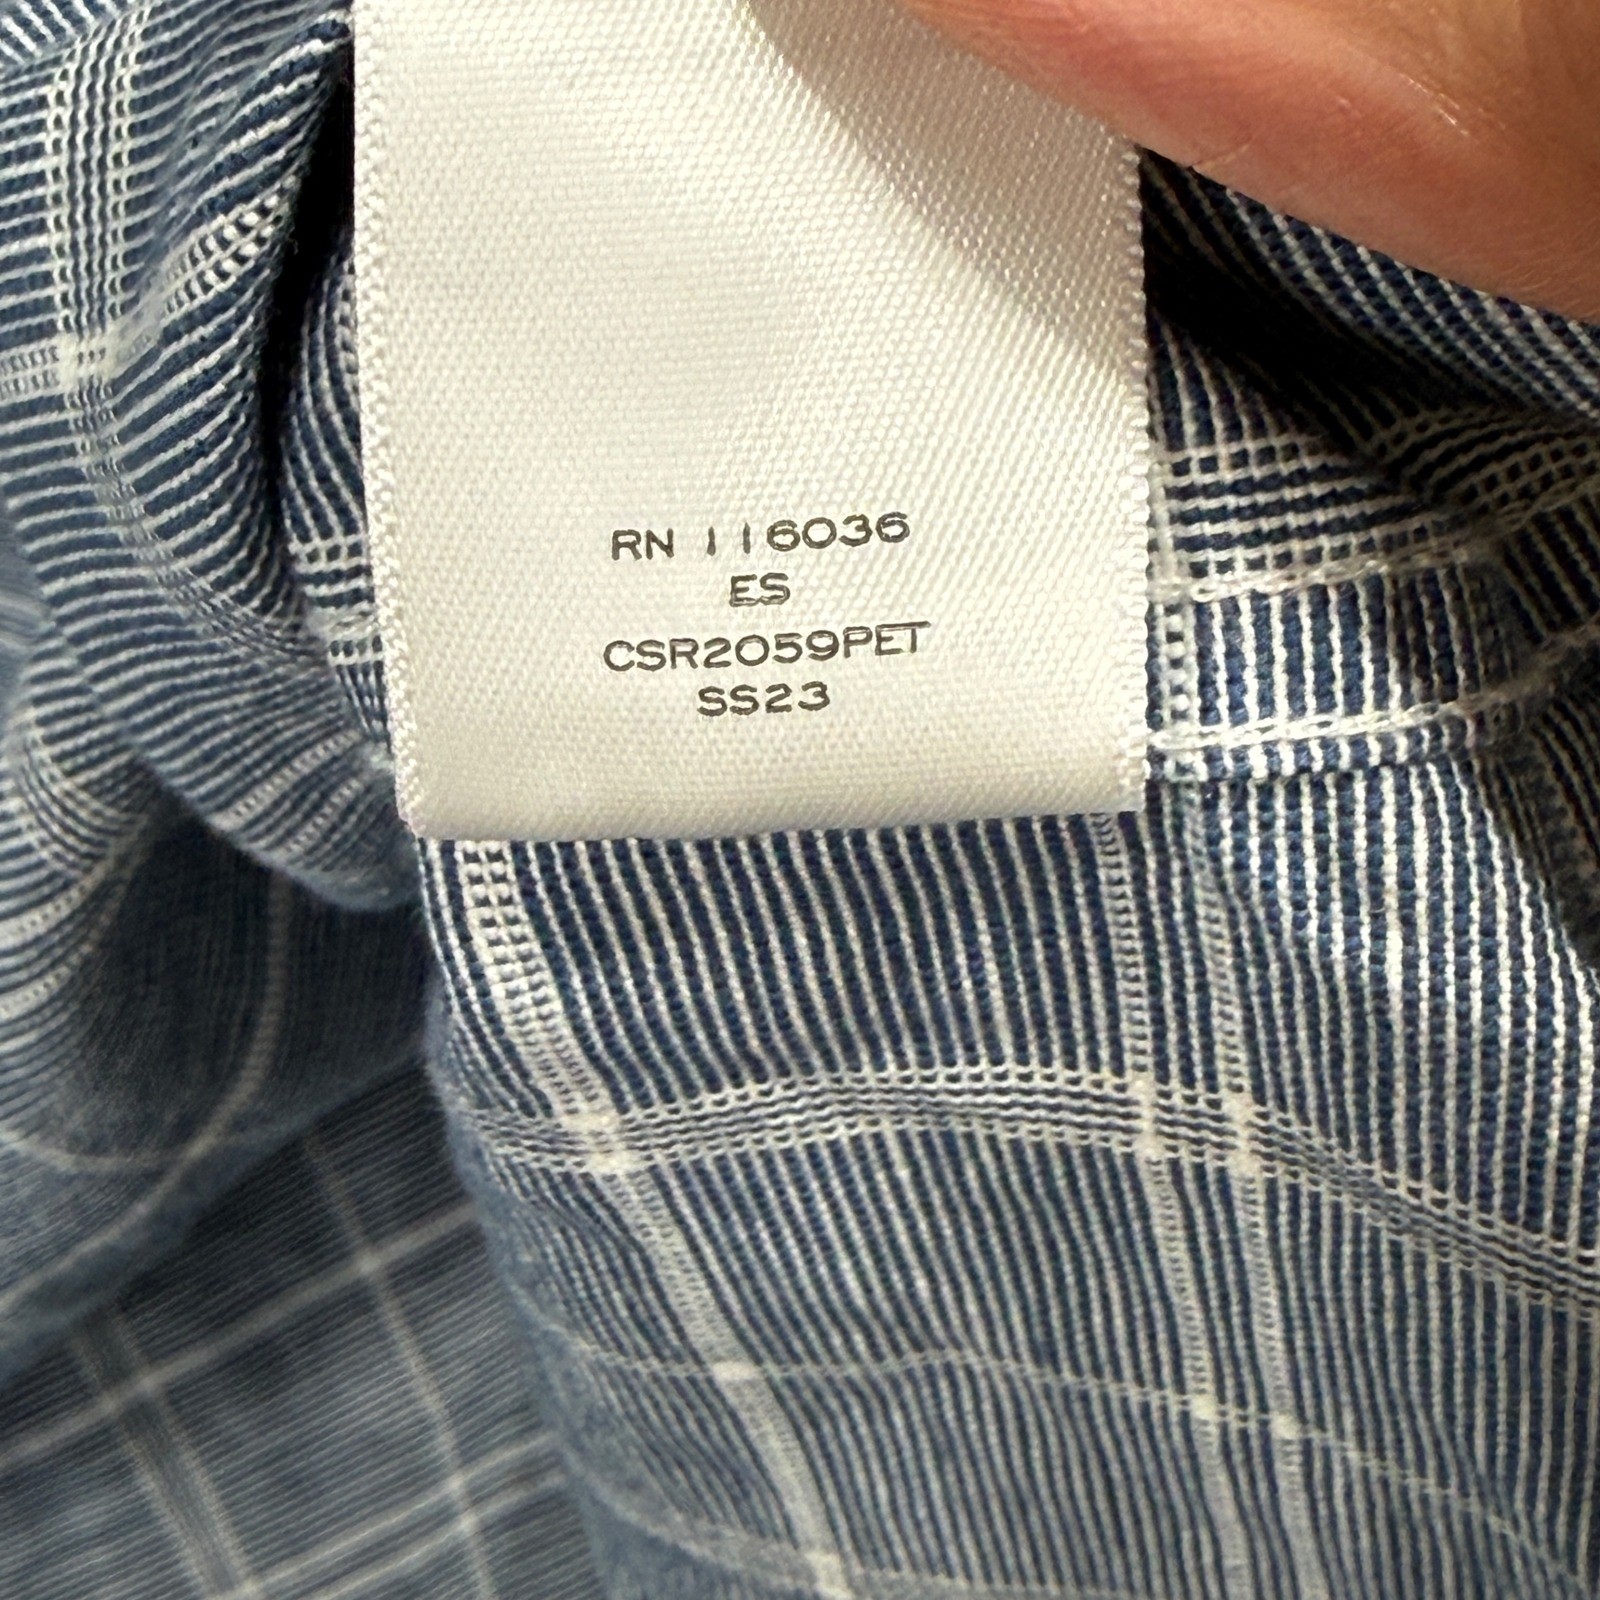 RN 116036
ES
CSR2059PET
SS23